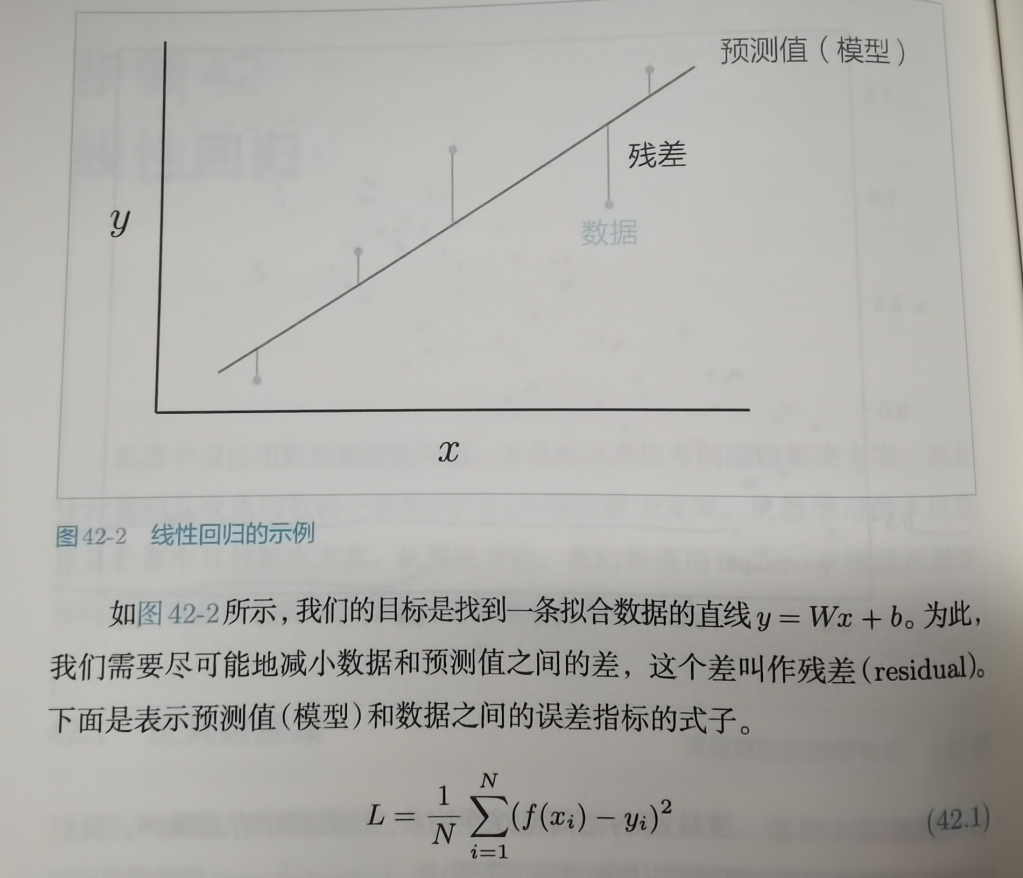 预测值（模型）
残差
y
数据
x
图42-2 线性回归的示例
如图42-2所示，我们的目标是找到一条拟合数据的直线 y = Wx + b。为此，
我们需要尽可能地减小数据和预测值之间的差，这个差叫作残差（residual）。
下面是表示预测值（模型）和数据之间的误差指标的式子。
L = \frac{1}{N} \sum_{i=1}^{N} (f(x_i) - y_i)^2 (42.1)